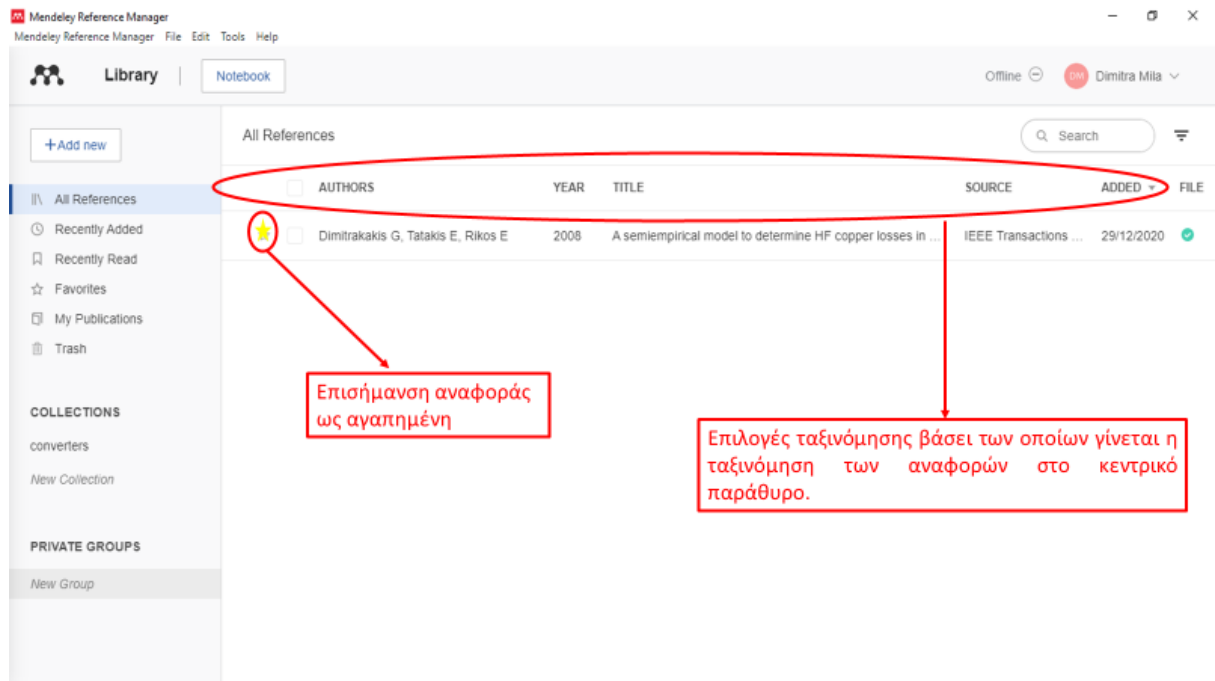 Mendeley Reference Manager
Mendeley Reference Manager File Edit Tools Help
Library | Notebook Offline DM Dimitra Mila
+Add new All References Search
AUTHORS YEAR TITLE SOURCE ADDED FILE
All References
Dimitrakakis G, Tatakis E, Rikos E 2008 A semiempirical model to determine HF copper losses in ... IEEE Transactions ... 29/12/2020
Recently Added
Recently Read
Favorites
My Publications
Trash
COLLECTIONS
converters
New Collection
PRIVATE GROUPS
New Group
Επισήμανση αναφοράς
ως αγαπημένη
Επιλογές ταξινόμησης βάσει των οποίων γίνεται η
ταξινόμηση των αναφορών στο κεντρικό
παράθυρο.